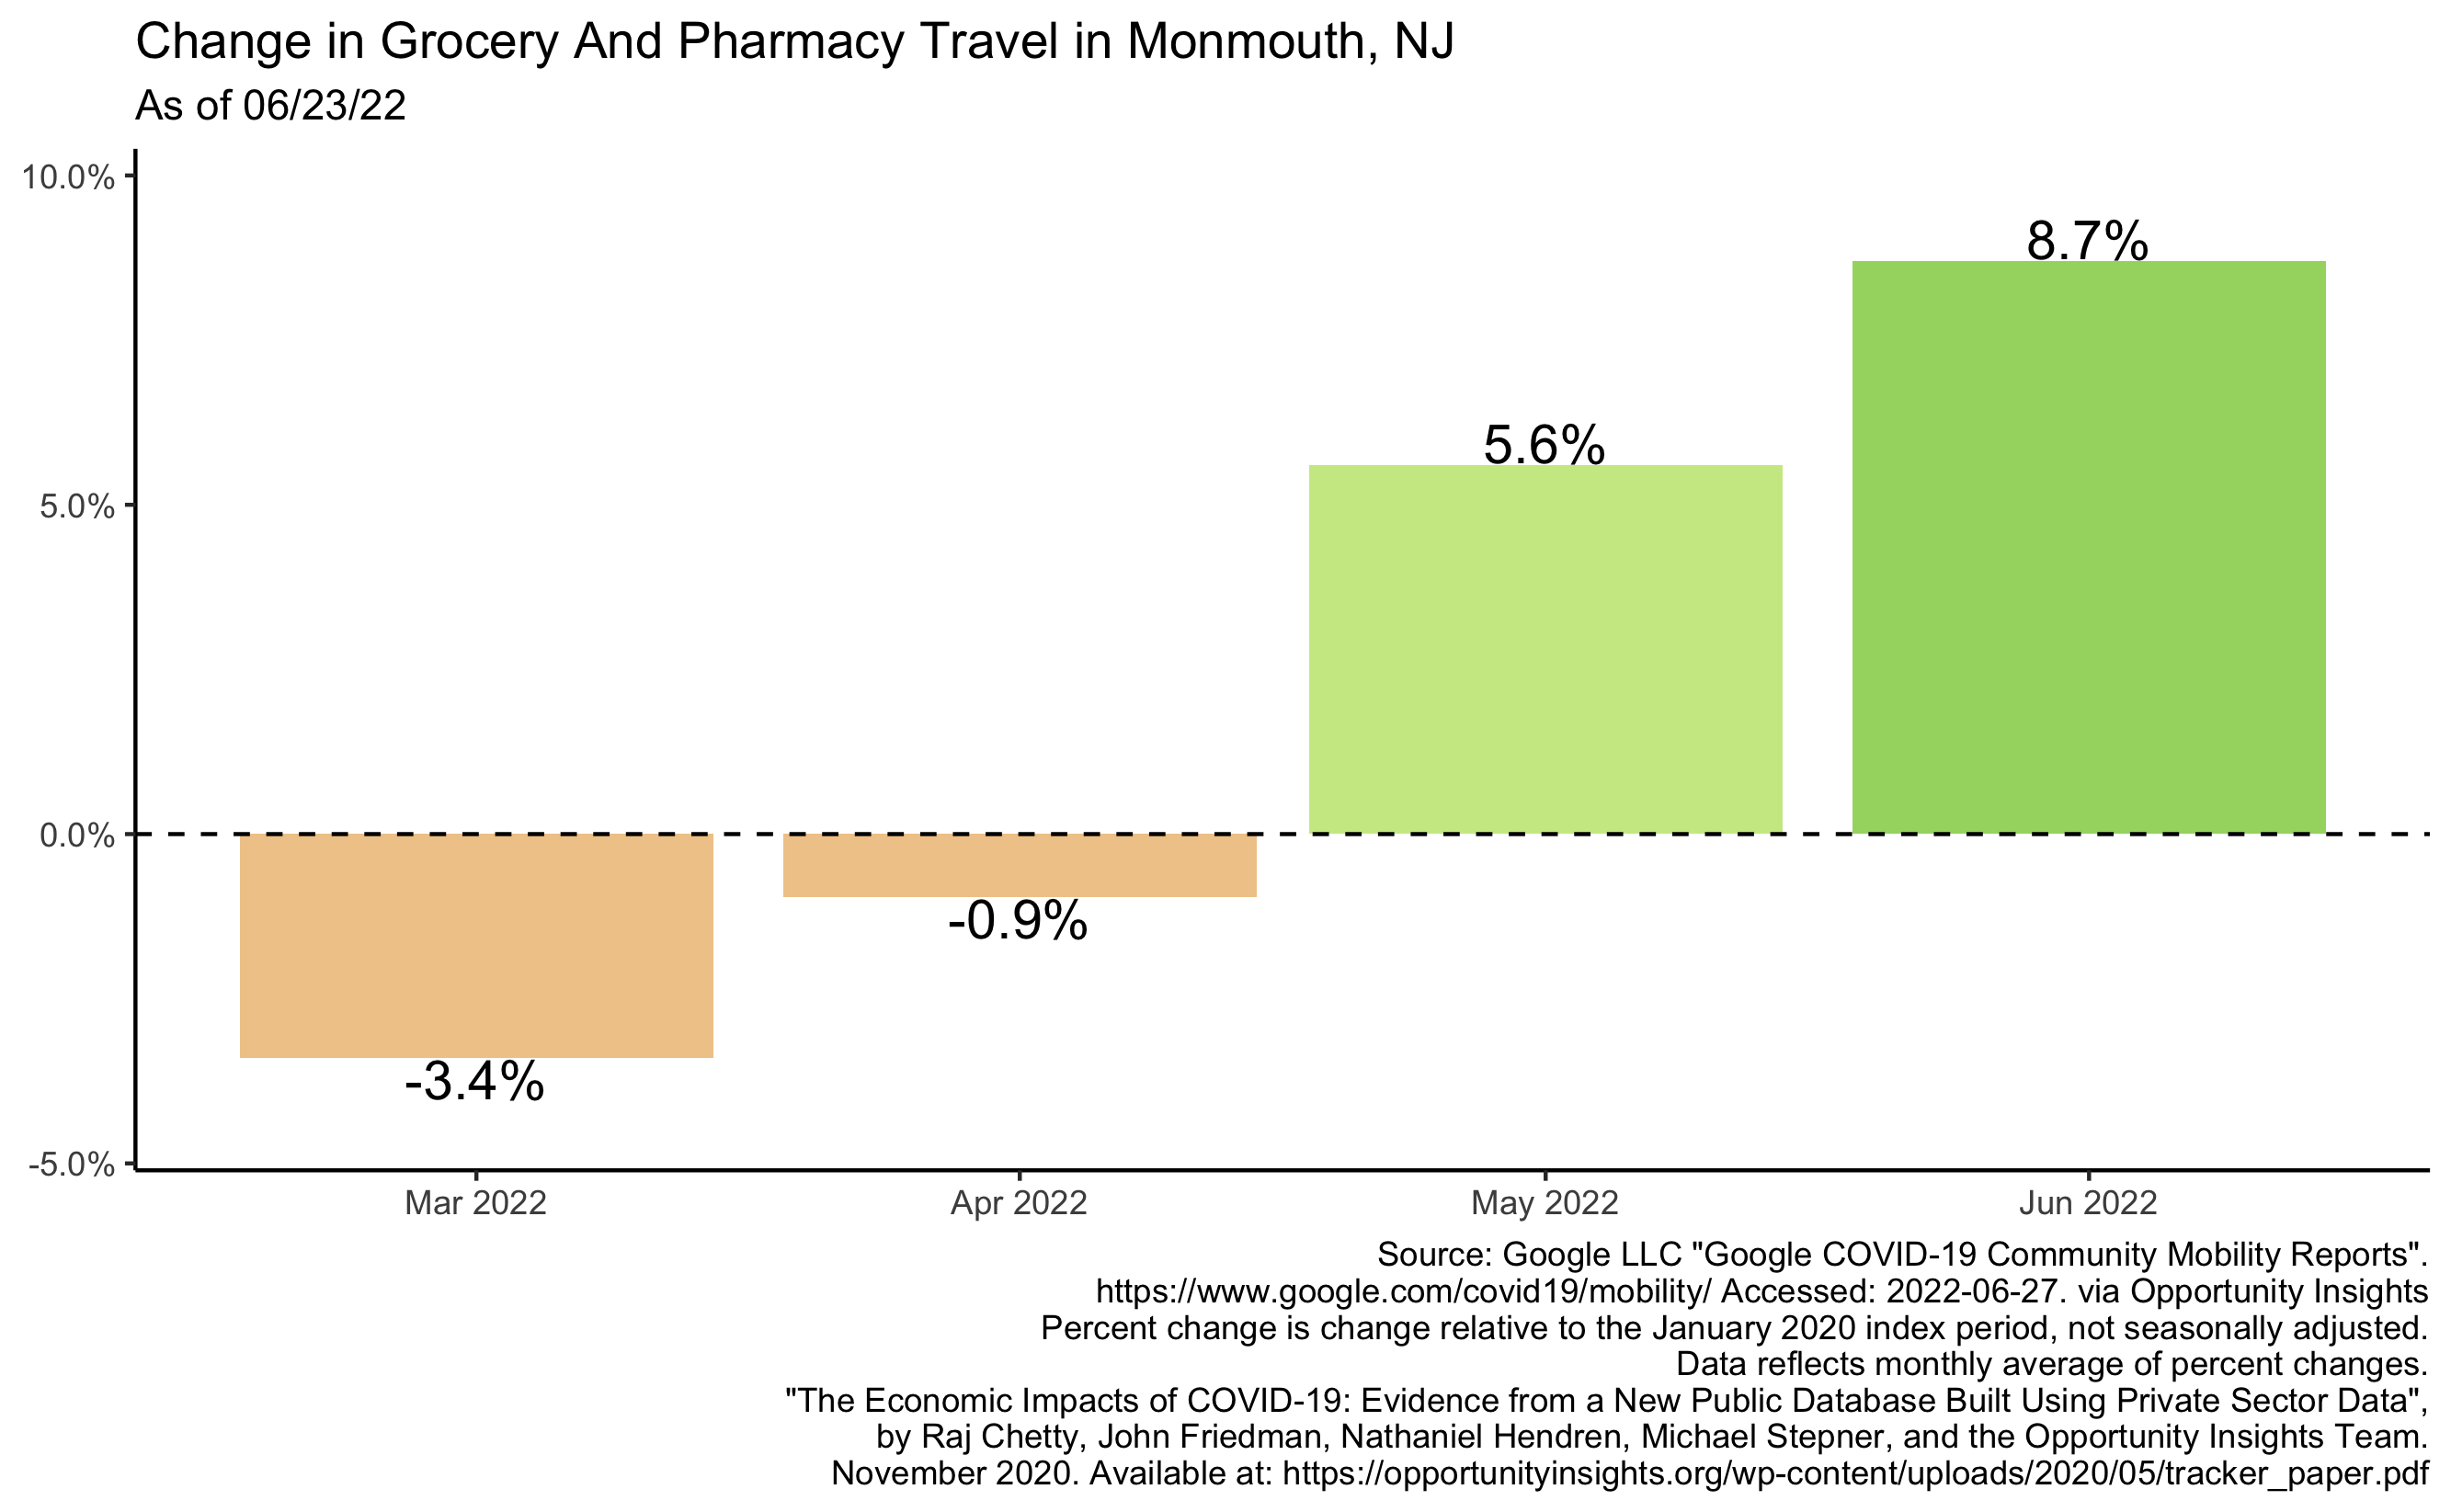 Change in Grocery And Pharmacy Travel in Monmouth, NJ
As of 06/23/22
10.0%
5.0%
0.0%
-5.0%
-3.4%
-0.9%
5.6%
8.7%
Mar 2022
Apr 2022
May 2022
Jun 2022
Source: Google LLC "Google COVID-19 Community Mobility Reports".
https://www.google.com/covid19/mobility/ Accessed: 2022-06-27. via Opportunity Insights
Percent change is change relative to the January 2020 index period, not seasonally adjusted.
Data reflects monthly average of percent changes.
"The Economic Impacts of COVID-19: Evidence from a New Public Database Built Using Private Sector Data",
by Raj Chetty, John Friedman, Nathaniel Hendren, Michael Stepner, and the Opportunity Insights Team.
November 2020. Available at: https://opportunityinsights.org/wp-content/uploads/2020/05/tracker_paper.pdf